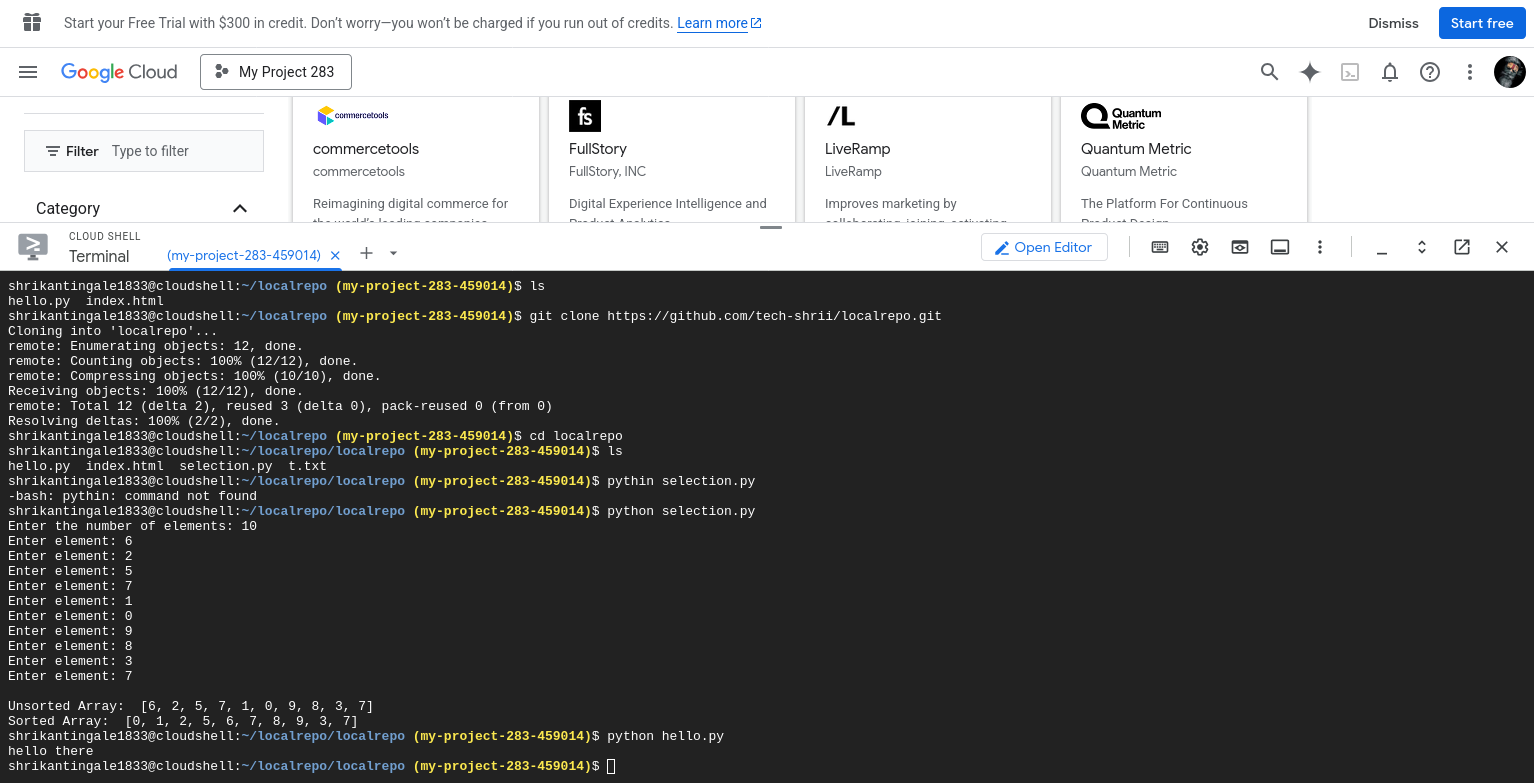 Start your Free Trial with $300 in credit. Don't worry—you won't be charged if you run out of credits. Learn more
Dismiss
Start free
Google Cloud
My Project 283
Filter Type to filter
Category
commercetools
commercetools
commercetools
Reimagining digital commerce for
the world's leading companies
fs
FullStory
FullStory, INC
Digital Experience Intelligence and
Product Analytics
/L
LiveRamp
LiveRamp
Improves marketing by
collaborating, joining, activating
Quantum
Metric
Quantum Metric
Quantum Metric
The Platform For Continuous
Product Design
CLOUD SHELL
Terminal
(my-project-283-459014)
Open Editor
shrikantingale1833@cloudshell:~/localrepo (my-project-283-459014)$ ls
hello.py  index.html
shrikantingale1833@cloudshell:~/localrepo (my-project-283-459014)$ git clone https://github.com/tech-shrii/localrepo.git
Cloning into 'localrepo'...
remote: Enumerating objects: 12, done.
remote: Counting objects: 100% (12/12), done.
remote: Compressing objects: 100% (10/10), done.
Receiving objects: 100% (12/12), done.
remote: Total 12 (delta 2), reused 3 (delta 0), pack-reused 0 (from 0)
Resolving deltas: 100% (2/2), done.
shrikantingale1833@cloudshell:~/localrepo (my-project-283-459014)$ cd localrepo
shrikantingale1833@cloudshell:~/localrepo/localrepo (my-project-283-459014)$ ls
hello.py  index.html  selection.py  t.txt
shrikantingale1833@cloudshell:~/localrepo/localrepo (my-project-283-459014)$ pythin selection.py
-bash: pythin: command not found
shrikantingale1833@cloudshell:~/localrepo/localrepo (my-project-283-459014)$ python selection.py
Enter the number of elements: 10
Enter element: 6
Enter element: 2
Enter element: 5
Enter element: 7
Enter element: 1
Enter element: 0
Enter element: 9
Enter element: 8
Enter element: 3
Enter element: 7
Unsorted Array:  [6, 2, 5, 7, 1, 0, 9, 8, 3, 7]
Sorted Array:  [0, 1, 2, 5, 6, 7, 8, 9, 3, 7]
shrikantingale1833@cloudshell:~/localrepo/localrepo (my-project-283-459014)$ python hello.py
hello there
shrikantingale1833@cloudshell:~/localrepo/localrepo (my-project-283-459014)$